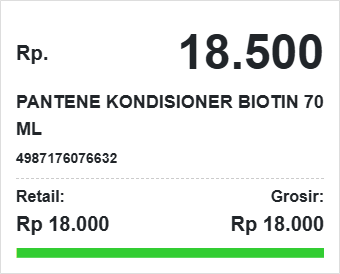 Rp. 18.500
PANTENE KONDISIONER BIOTIN 70
ML
4987176076632
Retail: Grosir:
Rp 18.000 Rp 18.000